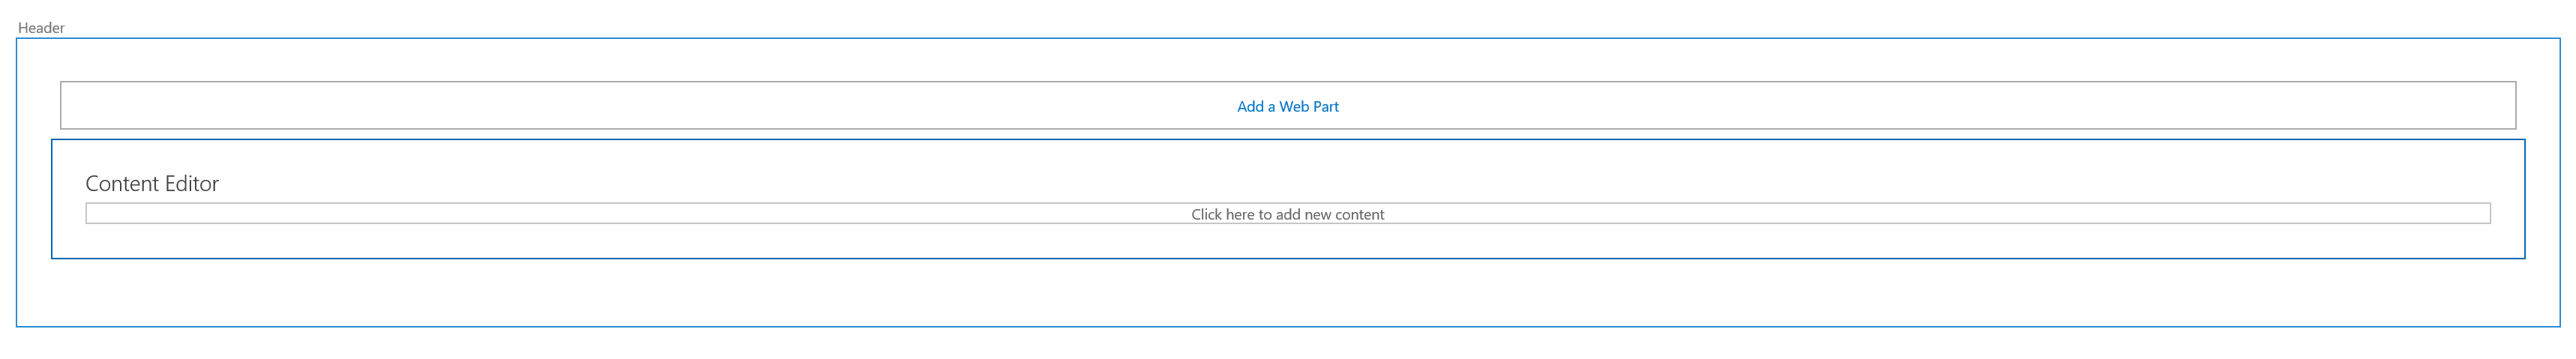 Header
Add a Web Part
Content Editor
Click here to add new content